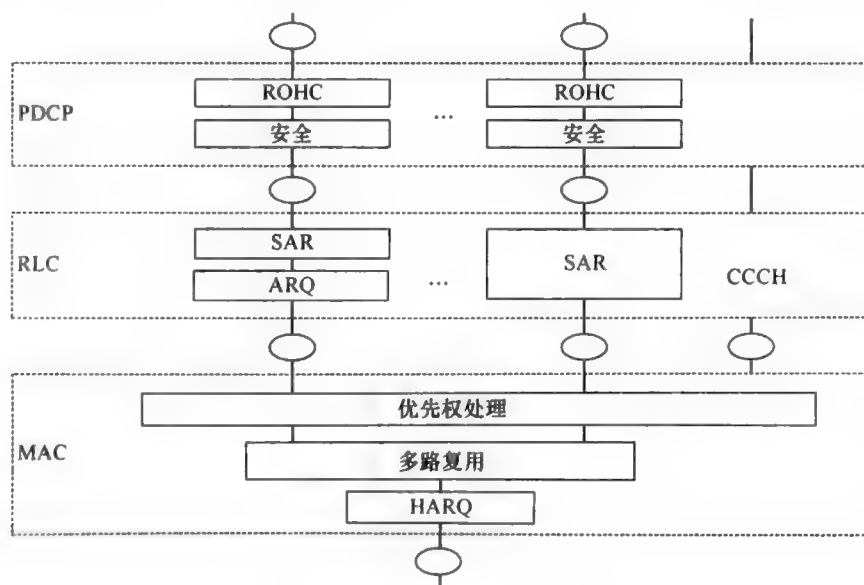 ROHC
ROHC
PDCP
...
安全
安全
SAR
RLC
SAR
ARQ
...
CCCH
优先权处理
MAC
多路复用
HARQ